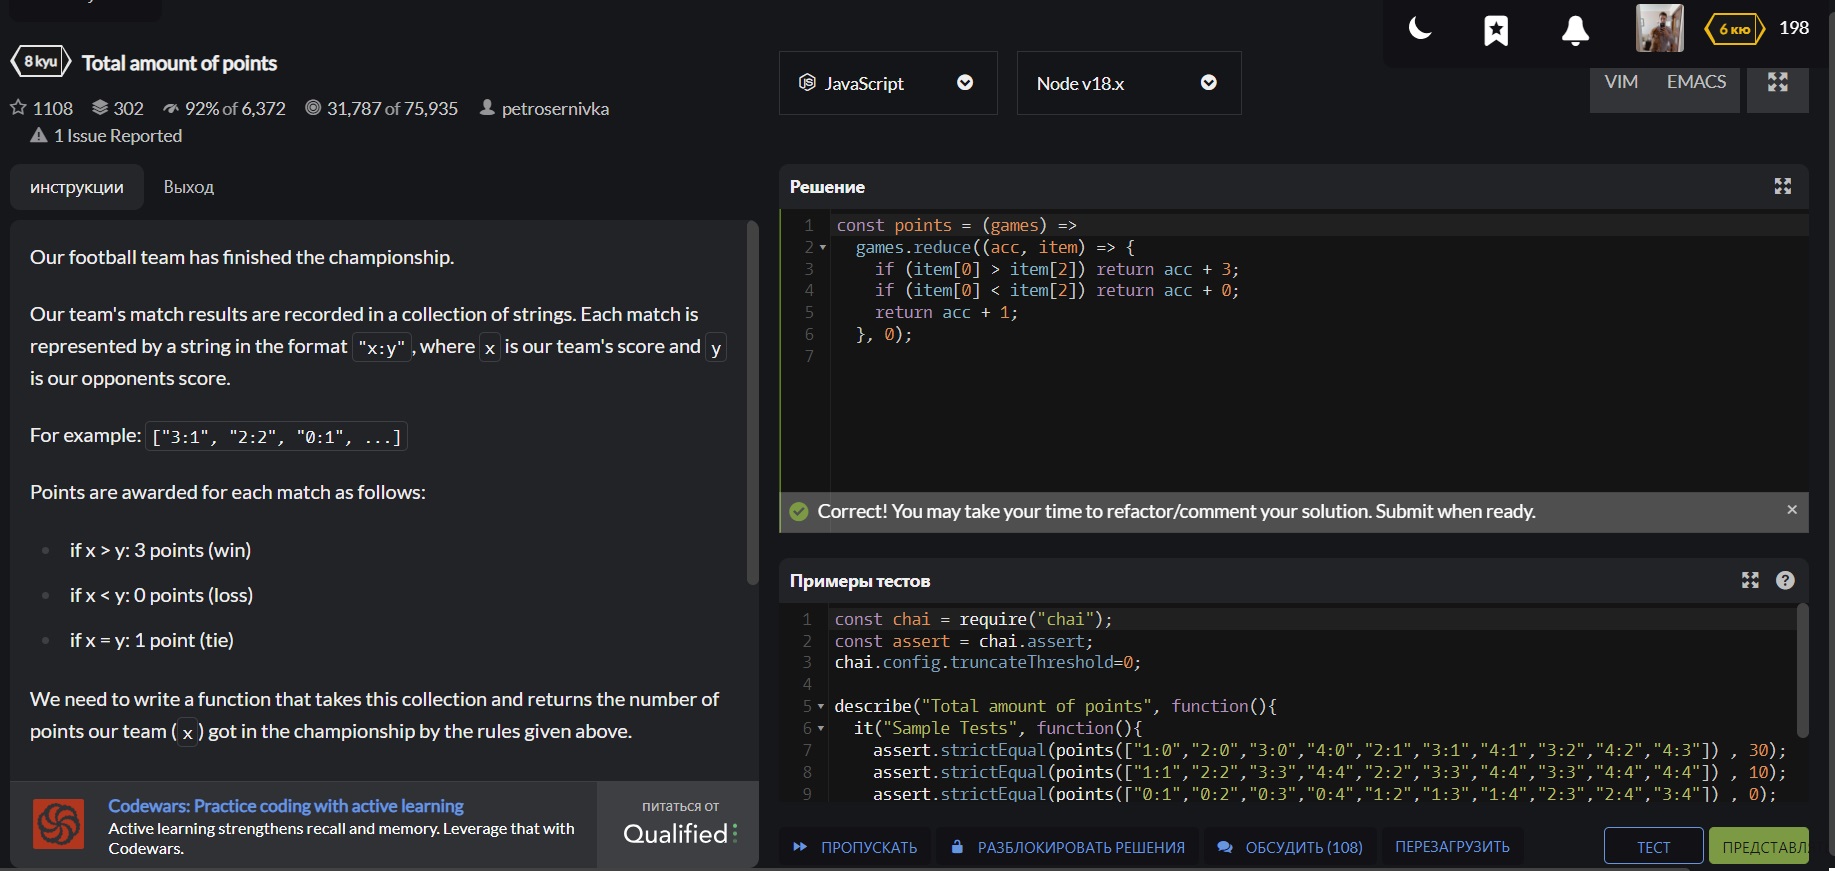 6 кю
198
8 kyu
Total amount of points
1108
302
92% of 6,372
31,787 of 75,935
petrosernivka
1 Issue Reported
JavaScript
Node v18.x
VIM
EMACS
инструкции
Выход
Our football team has finished the championship.
Our team's match results are recorded in a collection of strings. Each match is
represented by a string in the format "x:y", where x is our team's score and y
is our opponents score.
For example: ["3:1", "2:2", "0:1", ...]
Points are awarded for each match as follows:
if x > y: 3 points (win)
if x < y: 0 points (loss)
if x = y: 1 point (tie)
We need to write a function that takes this collection and returns the number of
points our team (x) got in the championship by the rules given above.
Codewars: Practice coding with active learning
Active learning strengthens recall and memory. Leverage that with
Codewars.
питаться от
Qualified
Решение
1 const points = (games) =>
2 games.reduce((acc, item) => {
3 if (item[0] > item[2]) return acc + 3;
4 if (item[0] < item[2]) return acc + 0;
5 return acc + 1;
6 }, 0);
7
Correct! You may take your time to refactor/comment your solution. Submit when ready.
Примеры тестов
1 const chai = require("chai");
2 const assert = chai.assert;
3 chai.config.truncateThreshold=0;
4
5 describe("Total amount of points", function(){
6 it("Sample Tests", function(){
7 assert.strictEqual(points(["1:0","2:0","3:0","4:0","2:1","3:1","4:1","3:2","4:2","4:3"]) , 30);
8 assert.strictEqual(points(["1:1","2:2","3:3","4:4","2:2","3:3","4:4","3:3","4:4","4:4"]) , 10);
9 assert.strictEqual(points(["0:1","0:2","0:3","0:4","1:2","1:3","1:4","2:3","2:4","3:4"]) , 0);
ПРОПУСКАТЬ
РАЗБЛОКИРОВАТЬ РЕШЕНИЯ
ОБСУДИТЬ (108)
ПЕРЕЗАГРУЗИТЬ
ТЕСТ
ПРЕДСТАВЛ